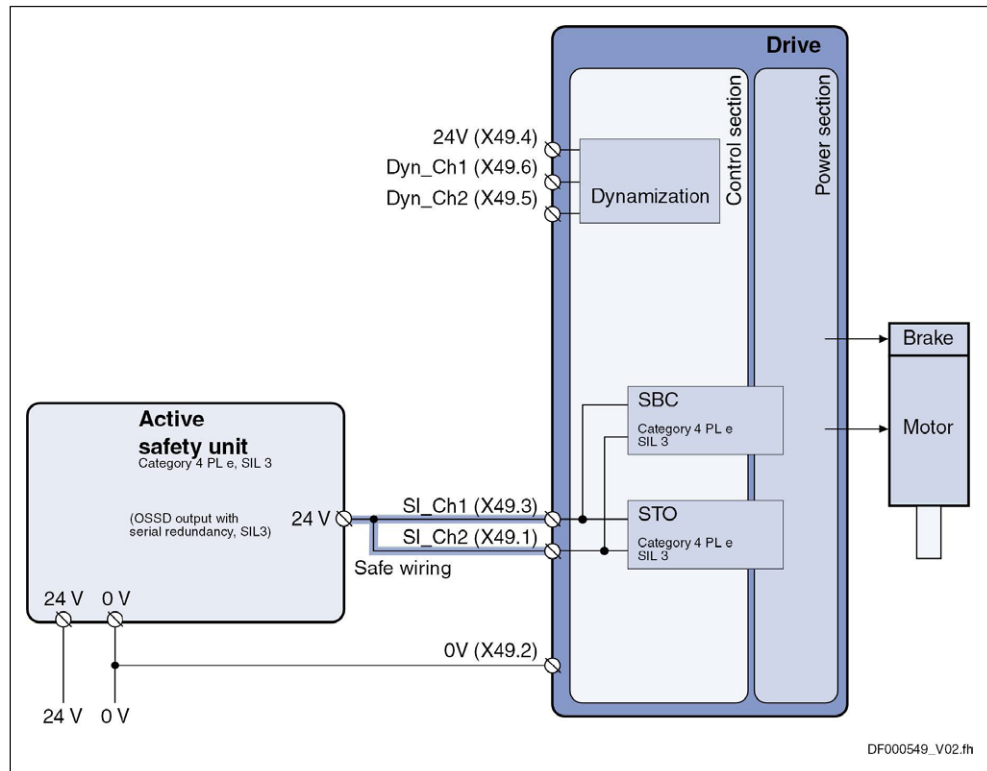 Drive
Control section
Power section
24V (X49.4)
Dyn_Ch1 (X49.6)
Dyn_Ch2 (X49.5)
Dynamization
Brake
Motor
SBC
Category 4 PL e
SIL 3
Active
safety unit
Category 4 PL e, SIL 3
(OSSD output with
serial redundancy, SIL3)
24 V
SI_Ch1 (X49.3)
SI_Ch2 (X49.1)
Safe wiring
STO
Category 4 PL e
SIL 3
24 V
0 V
0V (X49.2)
24 V
0 V
DF000549_V02.fh